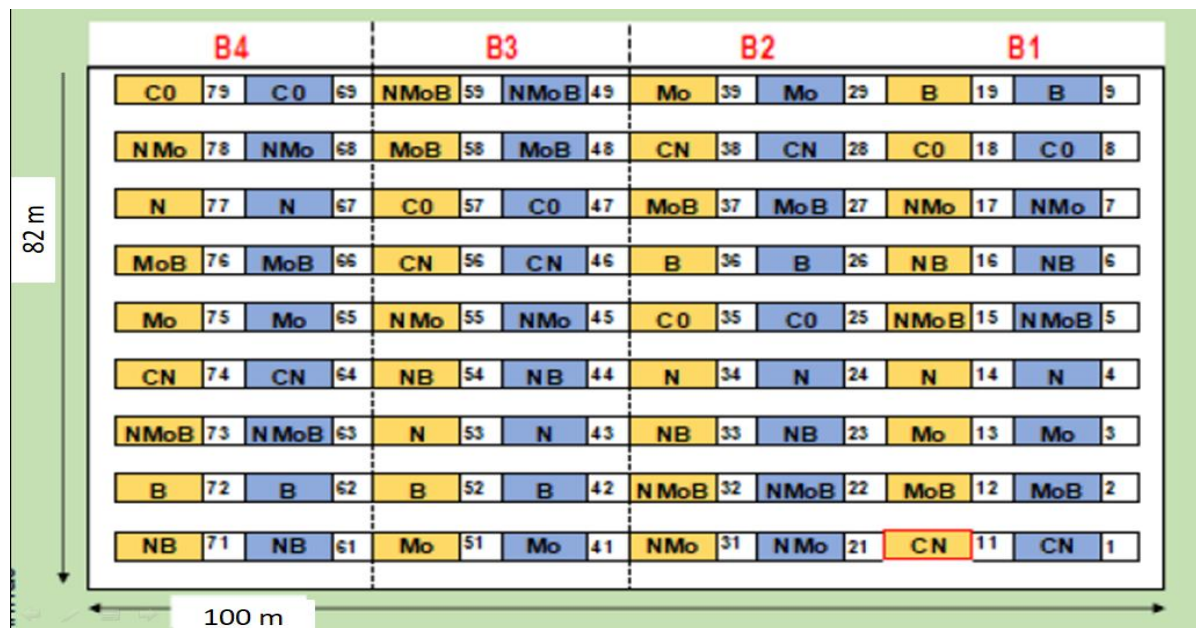 B4 B3 B2 B1
C0 79 C0 69 NMoB 59 NMoB 49 Mo 39 Mo 29 B 19 B 9
NMo 78 NMo 68 MoB 58 MoB 48 CN 38 CN 28 C0 18 C0 8
N 77 N 67 C0 57 C0 47 MoB 37 MoB 27 NMo 17 NMo 7
82 m
MoB 76 MoB 66 CN 56 CN 46 B 36 B 26 NB 16 NB 6
Mo 75 Mo 65 NMo 55 NMo 45 C0 35 C0 25 NMoB 15 NMoB 5
CN 74 CN 64 NB 54 NB 44 N 34 N 24 N 14 N 4
NMoB 73 NMoB 63 N 53 N 43 NB 33 NB 23 Mo 13 Mo 3
B 72 B 62 B 52 B 42 NMoB 32 NMoB 22 MoB 12 MoB 2
NB 71 NB 61 Mo 51 Mo 41 NMo 31 NMo 21 CN 11 CN 1
100 m